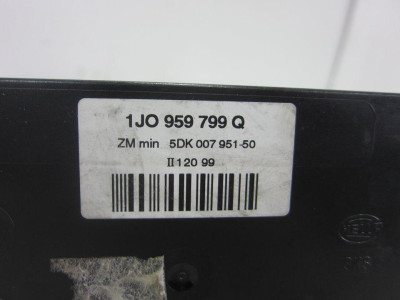 1JO 959 799 Q
ZM min 5DK 007 951-50
II 120 99